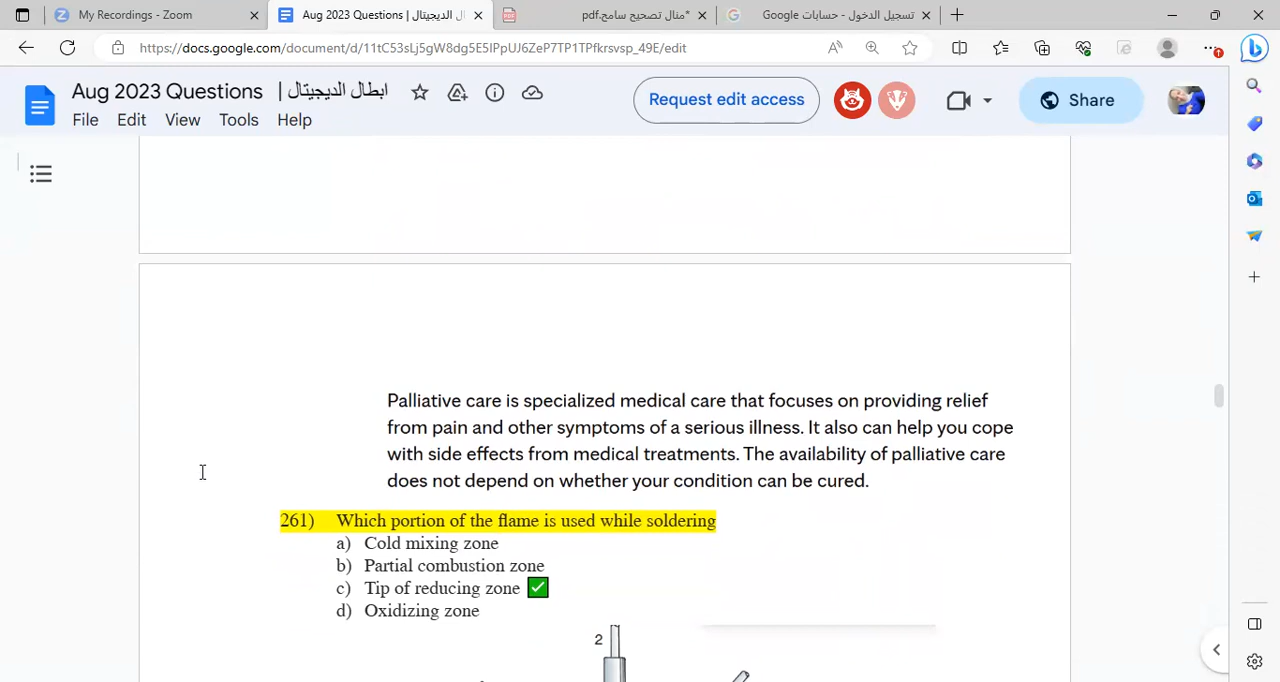 My Recordings - Zoom
Aug 2023 Questions | ابطال الديجيتال
*منال تصحيح سامح.pdf
تسجيل الدخول - حسابات Google
https://docs.google.com/document/d/11tC53sLj5gW8dg5E5IPpUJ6ZeP7TP1TPfkrsvsp_49E/edit
Aug 2023 Questions | ابطال الديجيتال
Request edit access
Share
File Edit View Tools Help
Palliative care is specialized medical care that focuses on providing relief
from pain and other symptoms of a serious illness. It also can help you cope
with side effects from medical treatments. The availability of palliative care
does not depend on whether your condition can be cured.
261) Which portion of the flame is used while soldering
a) Cold mixing zone
b) Partial combustion zone
c) Tip of reducing zone
d) Oxidizing zone
2